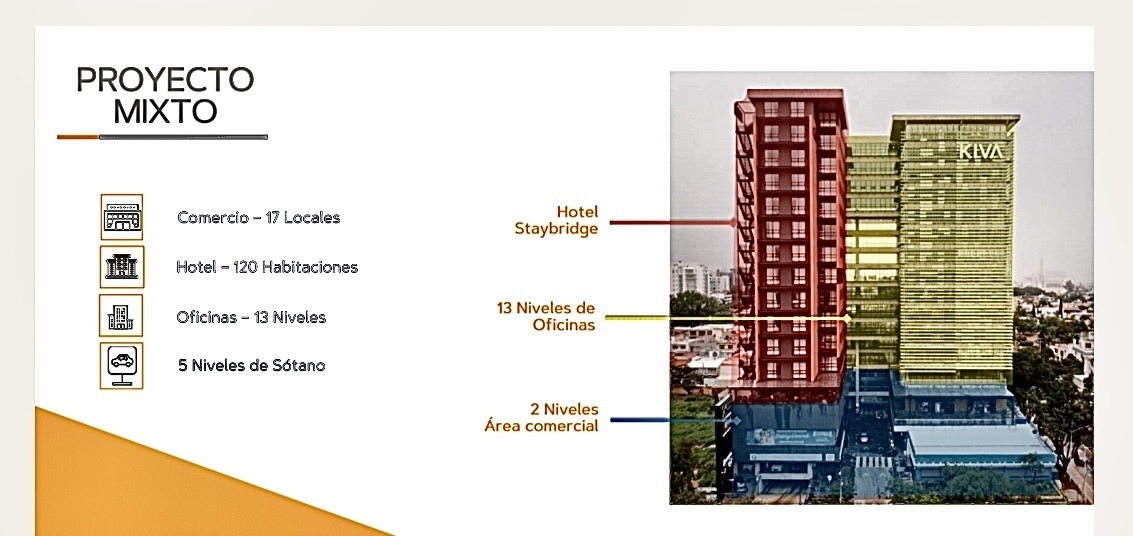 PROYECTO
MIXTO
Comercio – 17 Locales
Hotel – 120 Habitaciones
Oficinas – 13 Niveles
5 Niveles de Sótano
Hotel
Staybridge
13 Niveles de
Oficinas
2 Niveles
Área comercial
KLVA